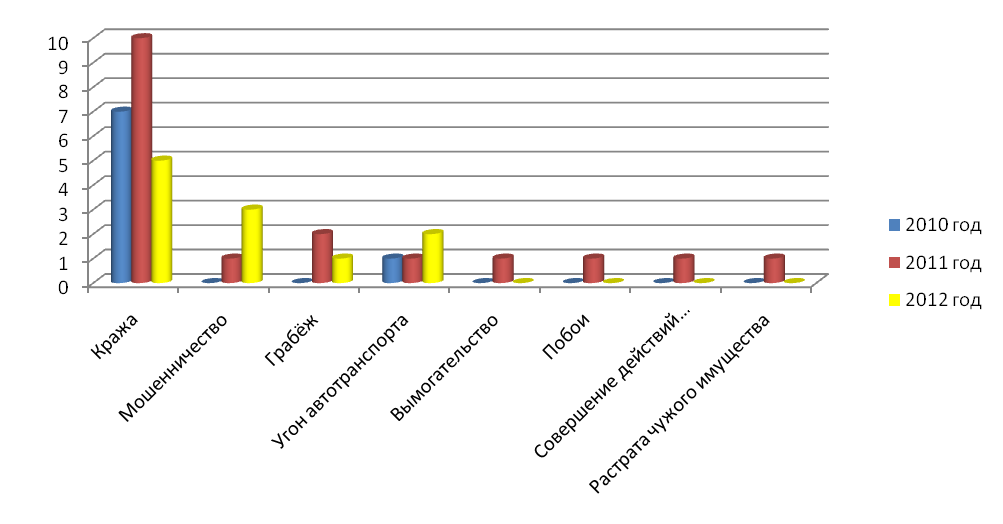 10
9
8
7
6
5
4
3
2
1
0
Кража
Мошенничество
Грабёж
Угон автотранспорта
Вымогательство
Побои
Совершение действий...
Растрата чужого имущества
2010 год
2011 год
2012 год